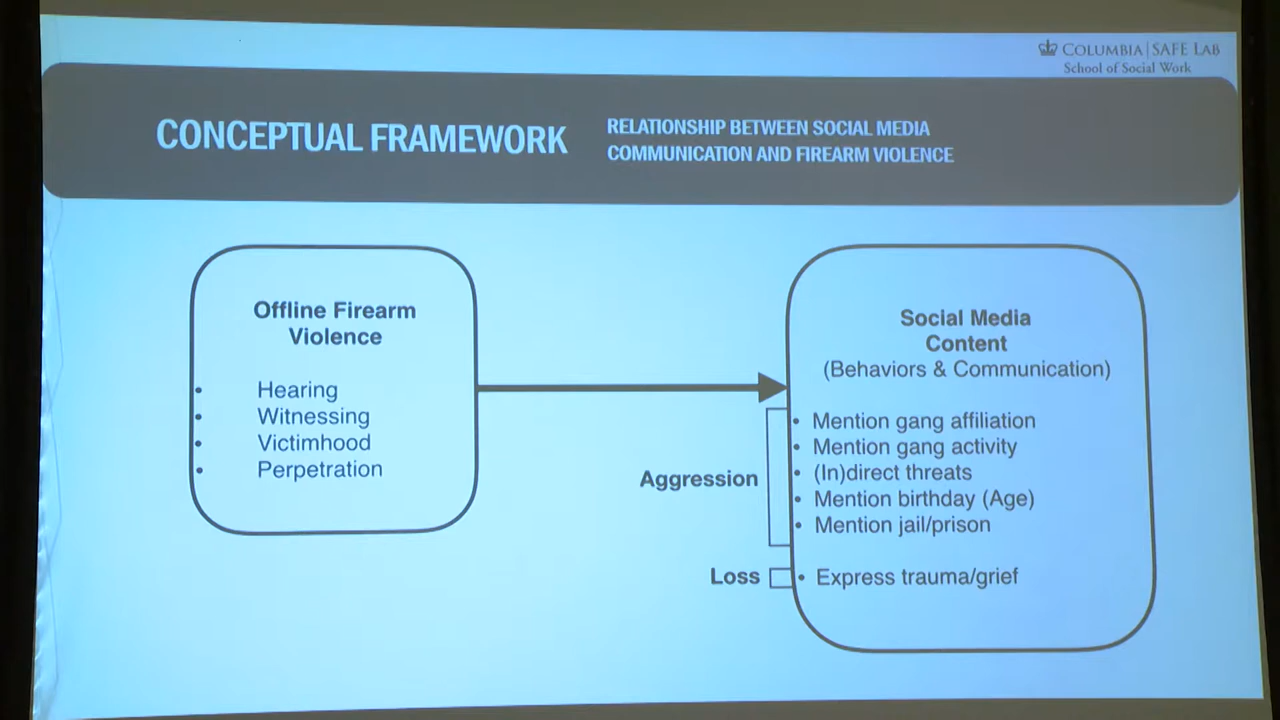 COLUMBIA | SAFE LAB
School of Social Work
CONCEPTUAL FRAMEWORK
RELATIONSHIP BETWEEN SOCIAL MEDIA
COMMUNICATION AND FIREARM VIOLENCE
Offline Firearm
Violence
• Hearing
• Witnessing
• Victimhood
• Perpetration
Social Media
Content
(Behaviors & Communication)
Aggression
• Mention gang affiliation
• Mention gang activity
• (In)direct threats
• Mention birthday (Age)
• Mention jail/prison
Loss
• Express trauma/grief